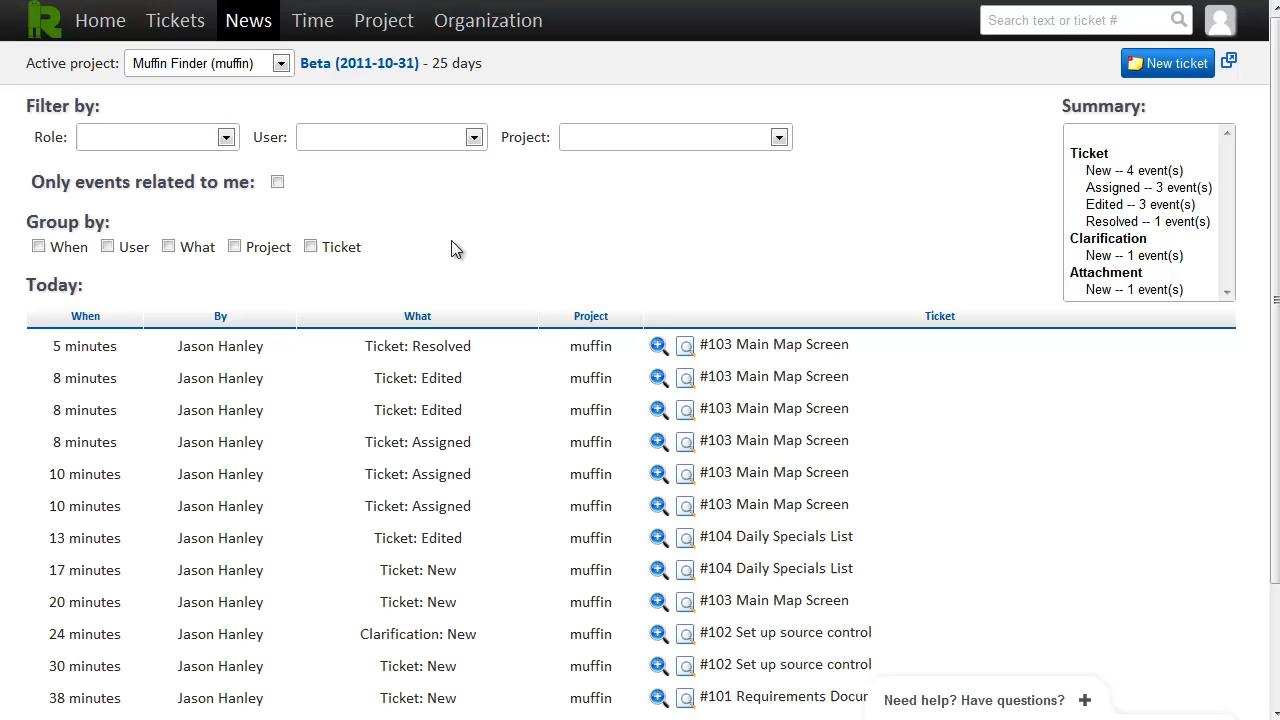 Home Tickets News Time Project Organization Search text or ticket #
Active project: Muffin Finder (muffin) Beta (2011-10-31) - 25 days New ticket
Filter by:
Role: User: Project:
Only events related to me:
Group by:
When User What Project Ticket
Summary:
Ticket
New -- 4 event(s)
Assigned -- 3 event(s)
Edited -- 3 event(s)
Resolved -- 1 event(s)
Clarification
New -- 1 event(s)
Attachment
New -- 1 event(s)
Today:
When By What Project Ticket
5 minutes Jason Hanley Ticket: Resolved muffin #103 Main Map Screen
8 minutes Jason Hanley Ticket: Edited muffin #103 Main Map Screen
8 minutes Jason Hanley Ticket: Edited muffin #103 Main Map Screen
8 minutes Jason Hanley Ticket: Assigned muffin #103 Main Map Screen
10 minutes Jason Hanley Ticket: Assigned muffin #103 Main Map Screen
10 minutes Jason Hanley Ticket: Assigned muffin #103 Main Map Screen
13 minutes Jason Hanley Ticket: Edited muffin #104 Daily Specials List
17 minutes Jason Hanley Ticket: New muffin #104 Daily Specials List
20 minutes Jason Hanley Ticket: New muffin #103 Main Map Screen
24 minutes Jason Hanley Clarification: New muffin #102 Set up source control
30 minutes Jason Hanley Ticket: New muffin #102 Set up source control
38 minutes Jason Hanley Ticket: New muffin #101 Requirements Docu
Need help? Have questions? +